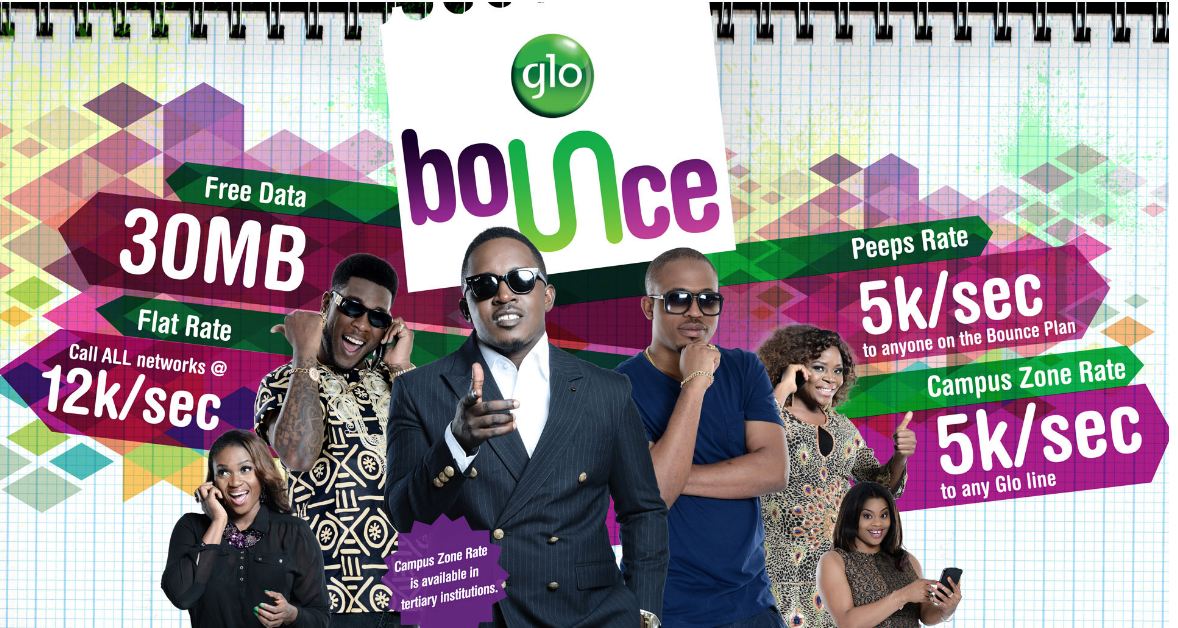 glo
bounce
Free Data
30MB
Flat Rate
Call ALL networks @
12k/sec
Peeps Rate
5k/sec
to anyone on the Bounce Plan
Campus Zone Rate
5k/sec
to any Glo line
Campus Zone Rate
is available in
tertiary institutions.